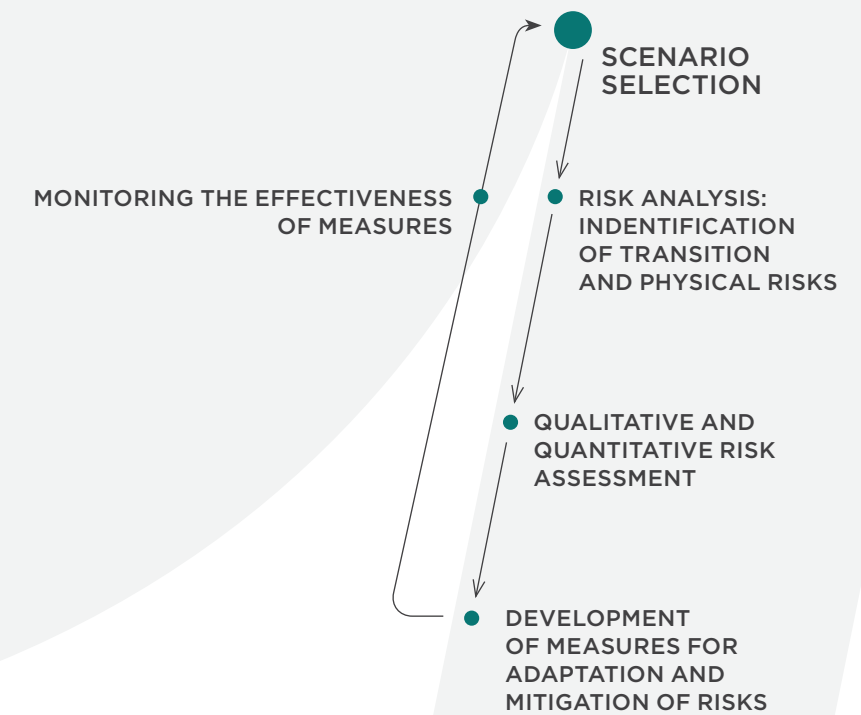 SCENARIO
SELECTION
MONITORING THE EFFECTIVENESS
OF MEASURES
RISK ANALYSIS:
INDENTIFICATION
OF TRANSITION
AND PHYSICAL RISKS
QUALITATIVE AND
QUANTITATIVE RISK
ASSESSMENT
DEVELOPMENT
OF MEASURES FOR
ADAPTATION AND
MITIGATION OF RISKS